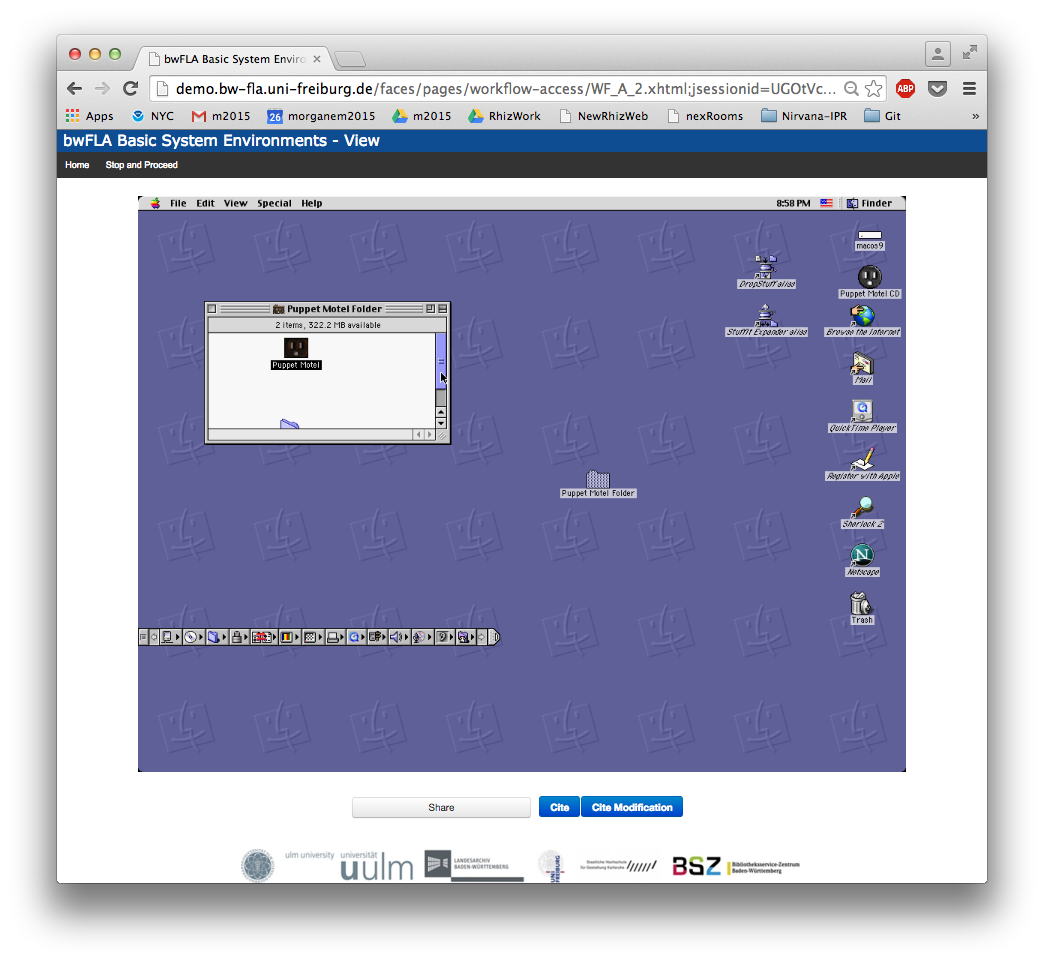 bwFLA Basic System Enviro
demo.bw-fla.uni-freiburg.de/faces/pages/workflow-access/WF_A_2.xhtml;jsessionid=UGOtVc...
ABP
Apps NYC m2015 26 morganem2015 m2015 RhizWork NewRhizWeb nexRooms Nirvana-IPR Git »
bwFLA Basic System Environments - View
Home Stop and Proceed
File Edit View Special Help 8:58 PM Finder
macos9
DropStuff alias
Puppet Motel CD
Stuffit Expander alias Browse the Internet
Puppet Motel Folder
2 items, 322.2 MB available
Puppet Motel
Mail
QuickTime Player
Register with Apple
Puppet Motel Folder
Sherlock 2
N
Netscape
Trash
Share Cite Cite Modification
ulm university universität
uulm
LANDESARCHIV
BADEN-WÜRTTEMBERG
UNI
FREIBURG
Staatliche Hochschule
für Gestaltung Karlsruhe
BSZ
Bibliotheksservice-Zentrum
Baden-Württemberg